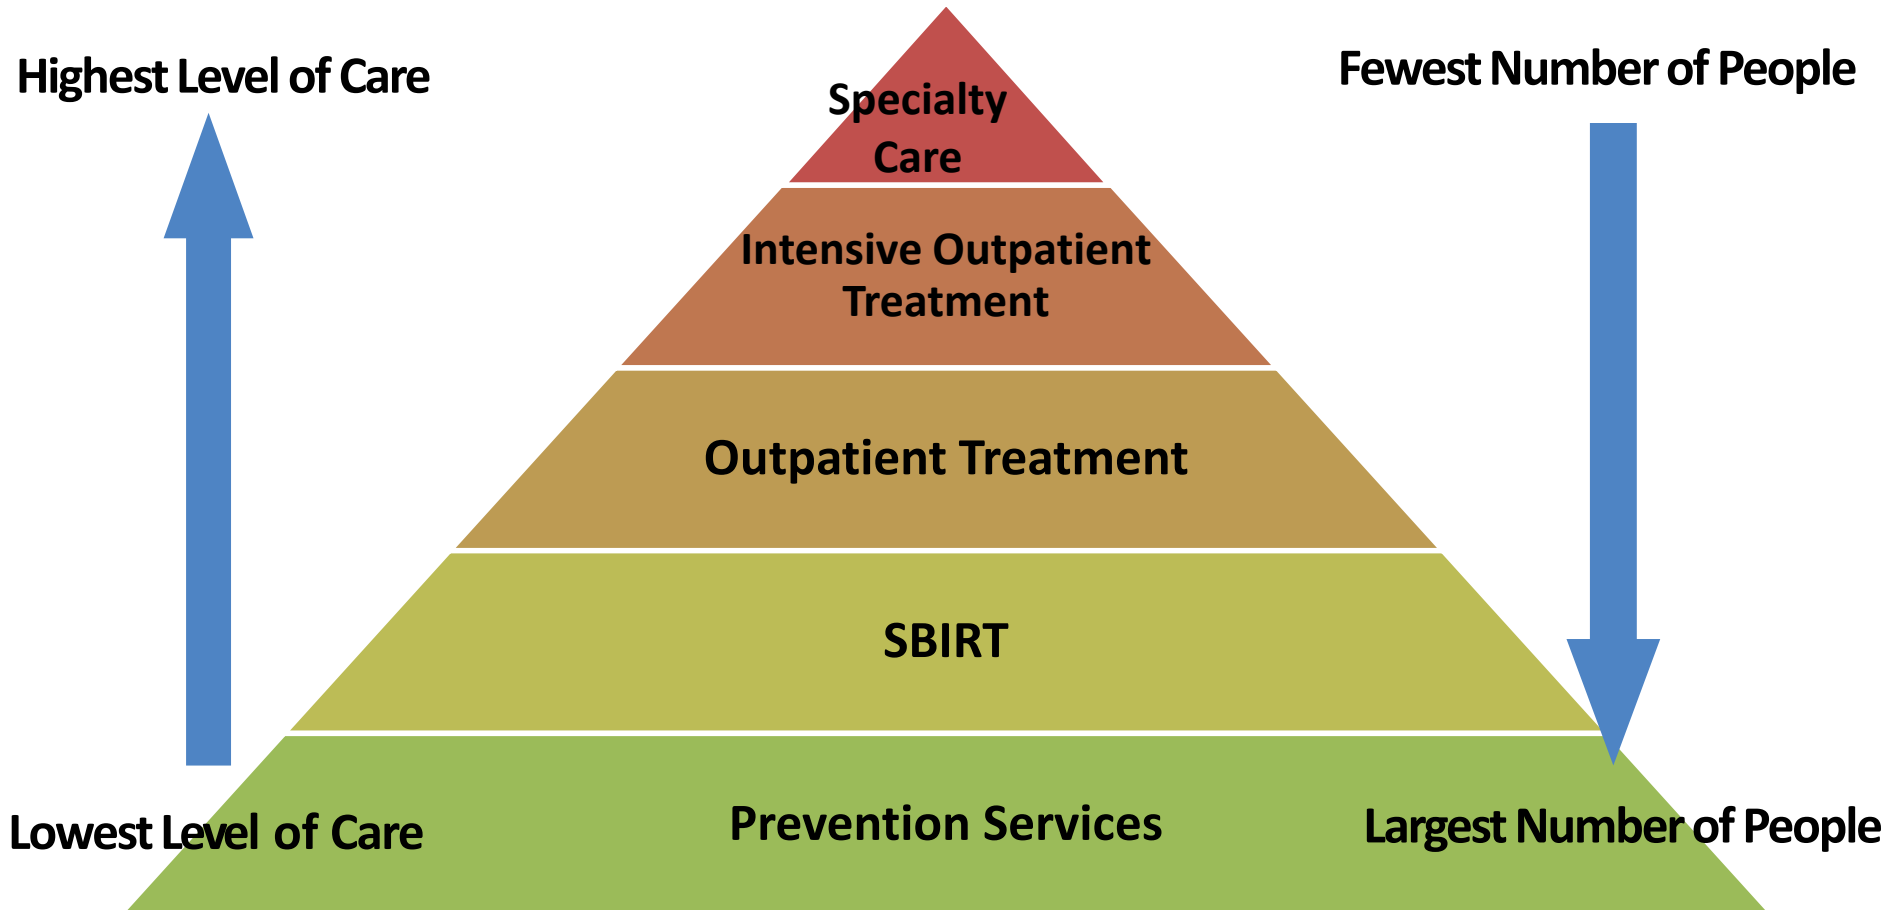 Highest Level of Care
Fewest Number of People
Specialty
Care
Intensive Outpatient
Treatment
Outpatient Treatment
SBIRT
Prevention Services
Lowest Level of Care
Largest Number of People